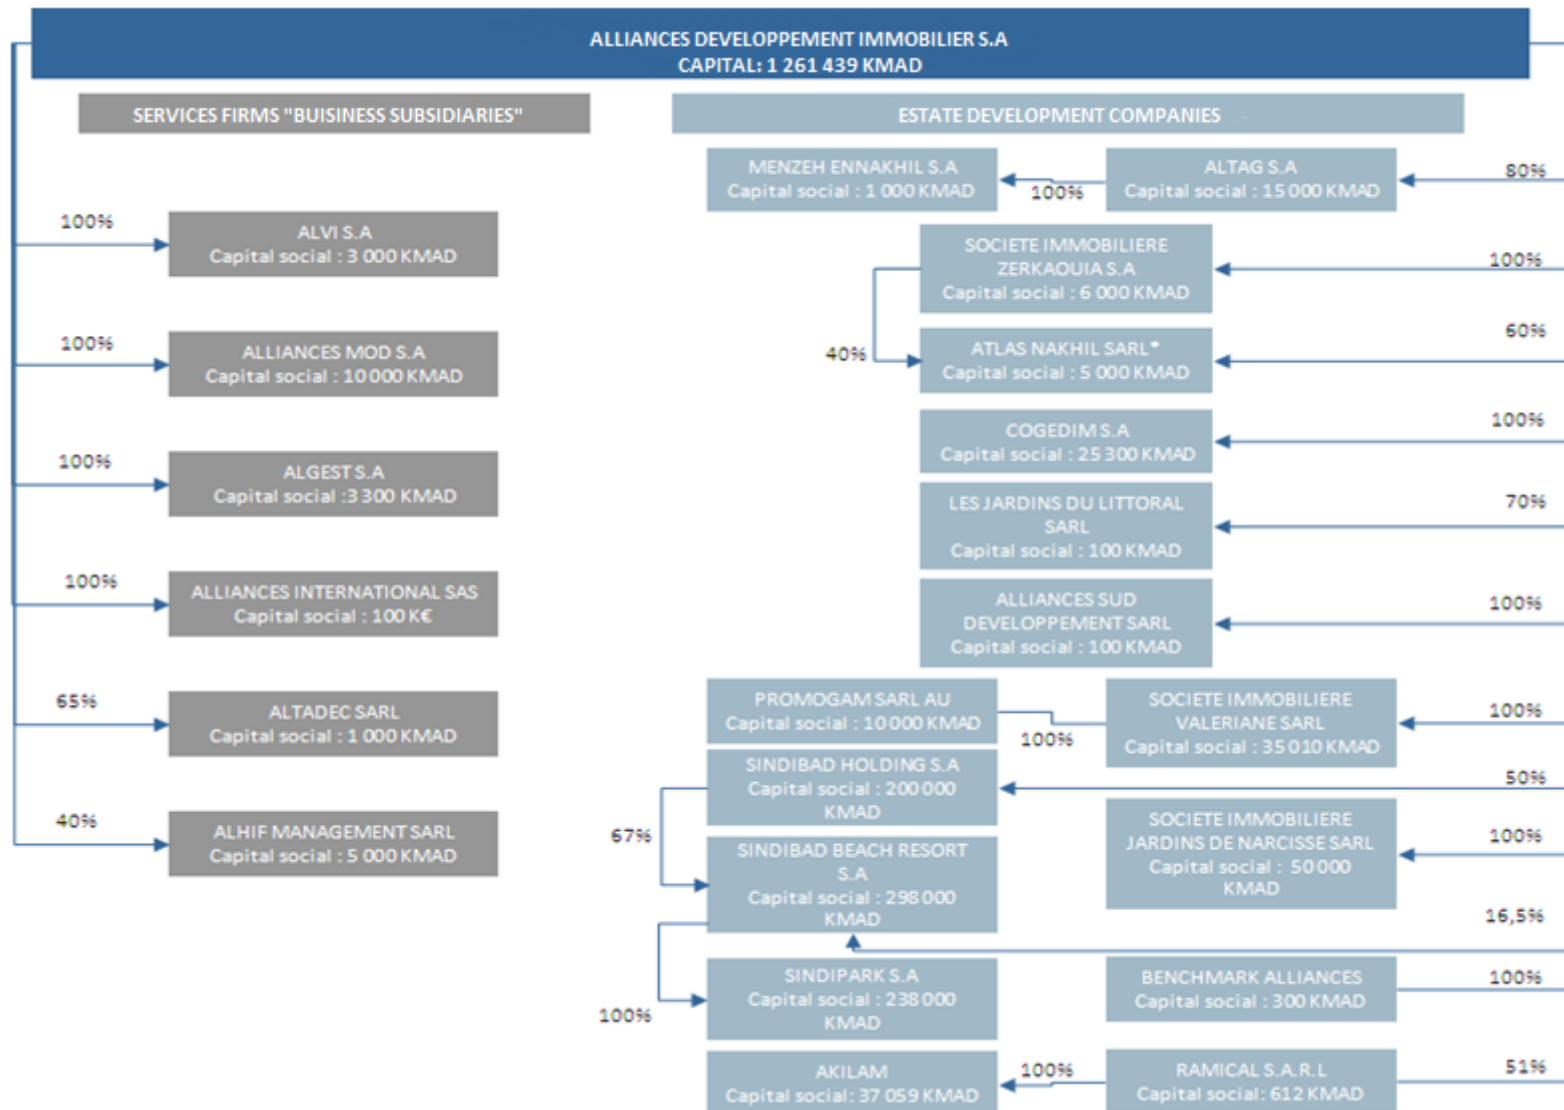 ALLIANCES DEVELOPPEMENT IMMOBILIER S.A
CAPITAL: 1 261 439 KMAD
SERVICES FIRMS "BUISINESS SUBSIDIARIES"
100%
ALVI S.A
Capital social : 3 000 KMAD
100%
ALLIANCES MOD S.A
Capital social : 10 000 KMAD
100%
ALGEST S.A
Capital social :3 300 KMAD
100%
ALLIANCES INTERNATIONAL SAS
Capital social : 100 K€
65%
ALTADEC SARL
Capital social : 1 000 KMAD
40%
ALHIF MANAGEMENT SARL
Capital social : 5 000 KMAD
ESTATE DEVELOPMENT COMPANIES
MENZEH ENNAKHIL S.A
Capital social : 1 000 KMAD
100%
ALTAG S.A
Capital social : 15 000 KMAD
80%
SOCIETE IMMOBILIERE
ZERKAOUIA S.A
Capital social : 6 000 KMAD
100%
40%
ATLAS NAKHIL SARL*
Capital social : 5 000 KMAD
60%
COGEDIM S.A
Capital social : 25 300 KMAD
100%
LES JARDINS DU LITTORAL
SARL
Capital social : 100 KMAD
70%
ALLIANCES SUD
DEVELOPPEMENT SARL
Capital social : 100 KMAD
100%
PROMOGAM SARL AU
Capital social : 10 000 KMAD
100%
SOCIETE IMMOBILIERE
VALERIANE SARL
Capital social : 35 010 KMAD
100%
SINDIBAD HOLDING S.A
Capital social : 200 000
KMAD
50%
67%
SINDIBAD BEACH RESORT
S.A
Capital social : 298 000
KMAD
SOCIETE IMMOBILIERE
JARDINS DE NARCISSE SARL
Capital social : 50 000
KMAD
100%
16,5%
100%
SINDIPARK S.A
Capital social : 238 000
KMAD
BENCHMARK ALLIANCES
Capital social : 300 KMAD
100%
AKILAM
Capital social: 37 059 KMAD
100%
RAMICAL S.A.R.L
Capital social: 612 KMAD
51%